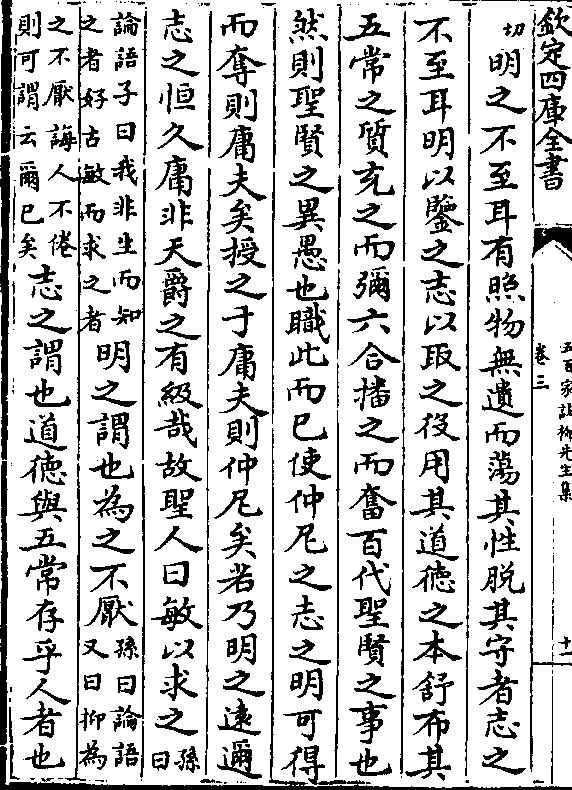 欽定四庫全書
五百家註柳先生集
卷三
十一
切明之不至耳有照物無遺而蕩其性脱其守者志之
不至耳明以鑒之志以取之役用其道德之本舒布其
五常之質充之而彌六合播之而奮百代聖賢之事也
然則聖賢之異愚也職此而已使仲尼之志之明可得
而奪則庸夫矣授之于庸夫則仲尼矣若乃明之逺邇
志之恒久庸非天爵之有級哉故聖人曰敏以求之孫曰
論語子曰我非生而知之者好古敏而求之者明之謂也為之不厭孫曰論語又曰抑為
之不厭誨人不倦則可謂云爾已矣志之謂也道德與五常存乎人者也